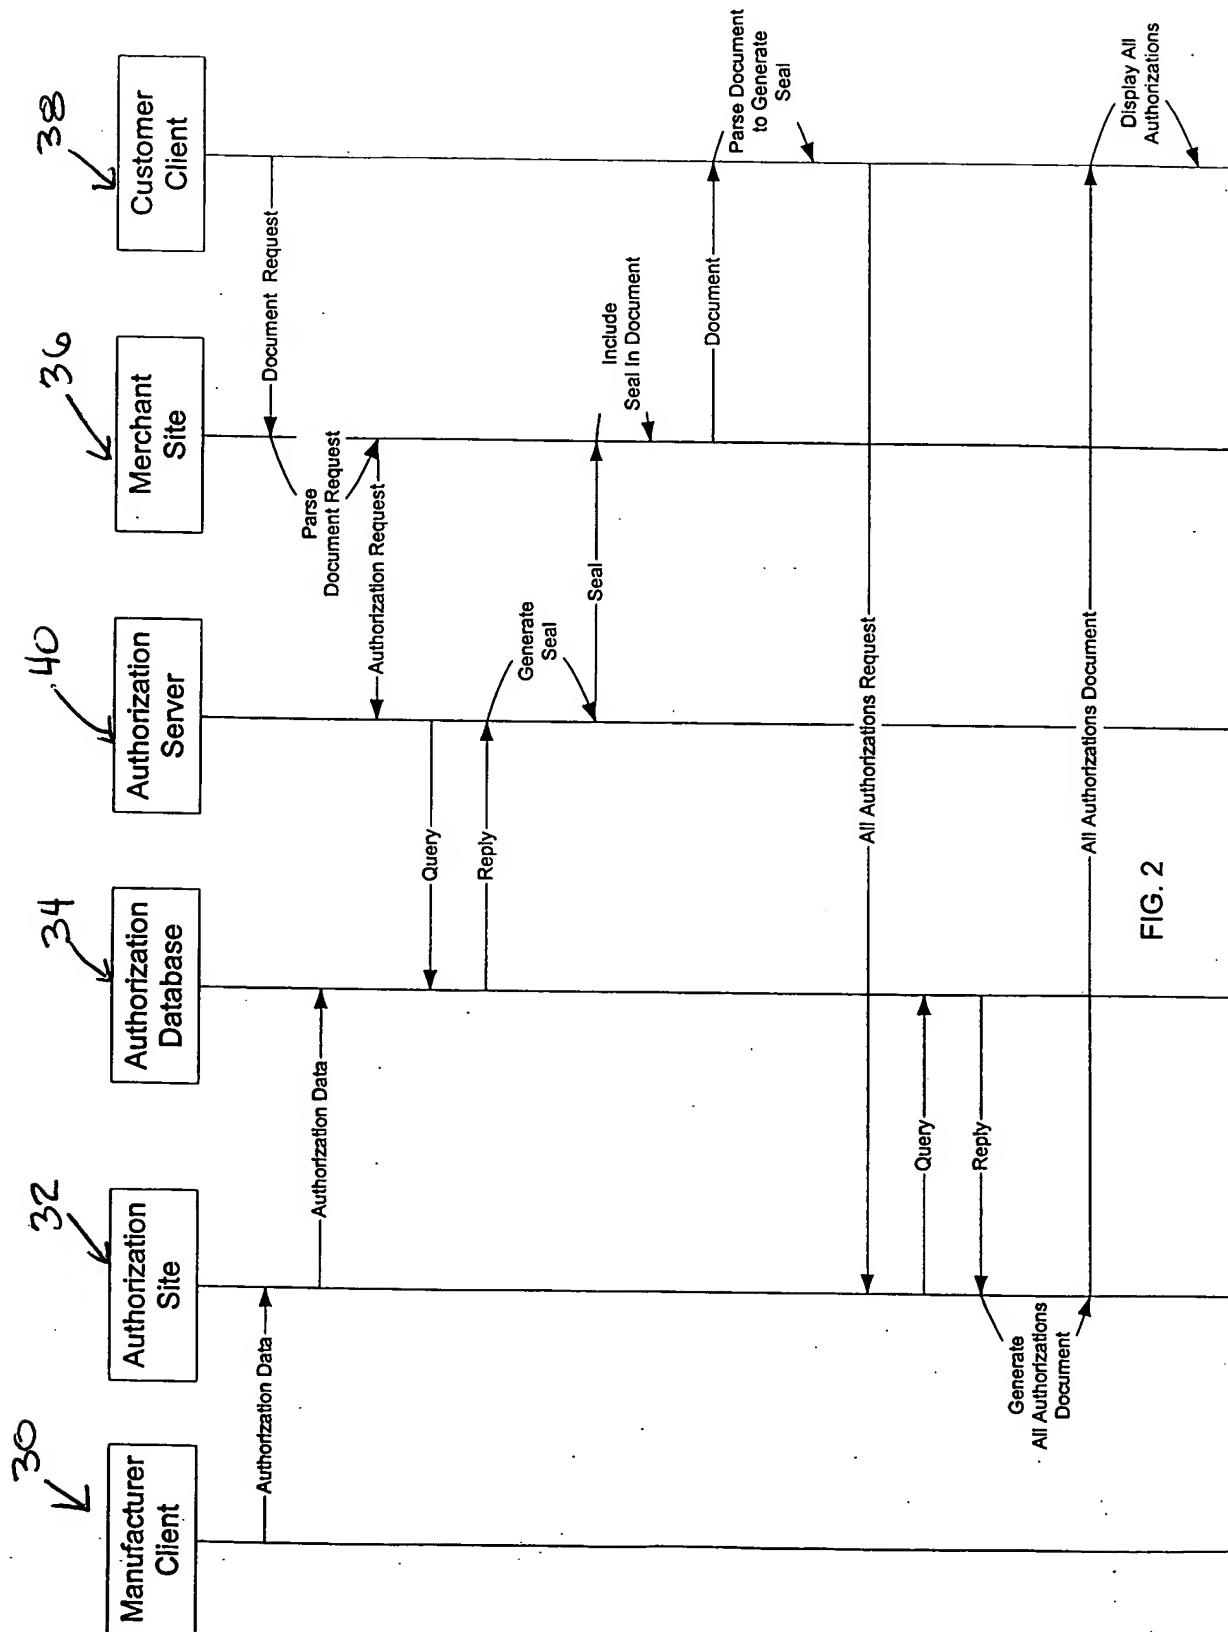 30
32
34
40
36
38
Manufacturer
Client
Authorization
Site
Authorization
Database
Authorization
Server
Merchant
Site
Customer
Client
Authorization Data
Document Request
Authorization Data
Parse
Document Request
Authorization Request
Query
Reply
Generate
Seal
Seal
Include
Seal In Document
Document
Parse Document
to Generate
Seal
All Authorizations Request
Query
Reply
Generate
All Authorizations
Document
All Authorizations Document
Display All
Authorizations
FIG. 2